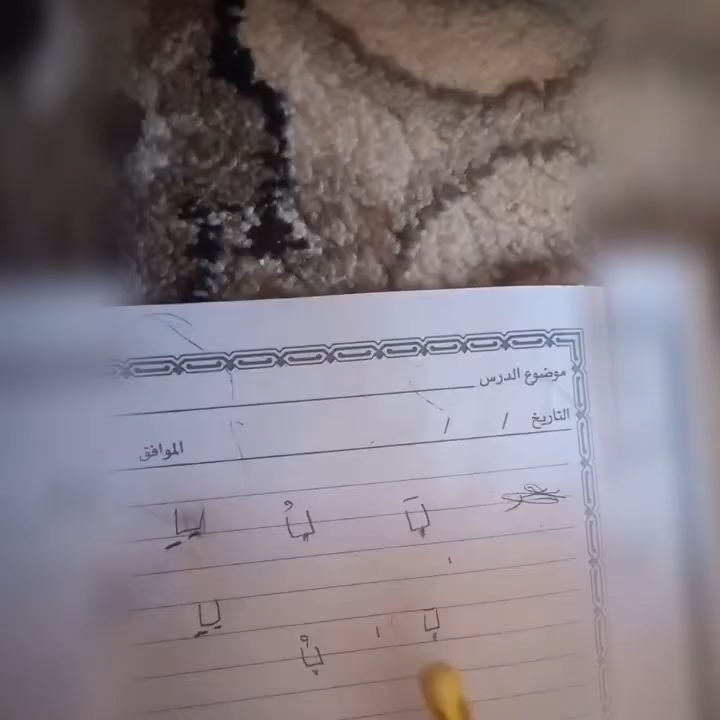 موضوع الدرس
التاريخ / / الموافق
بَ بُ بِ
بَ بُ بِ